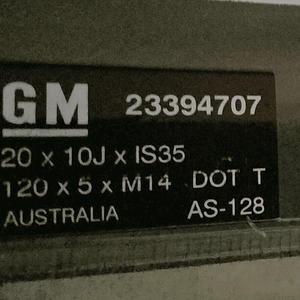 GM 23394707
20 x 10J x IS35
120 x 5 x M14 DOT T
AUSTRALIA AS-128